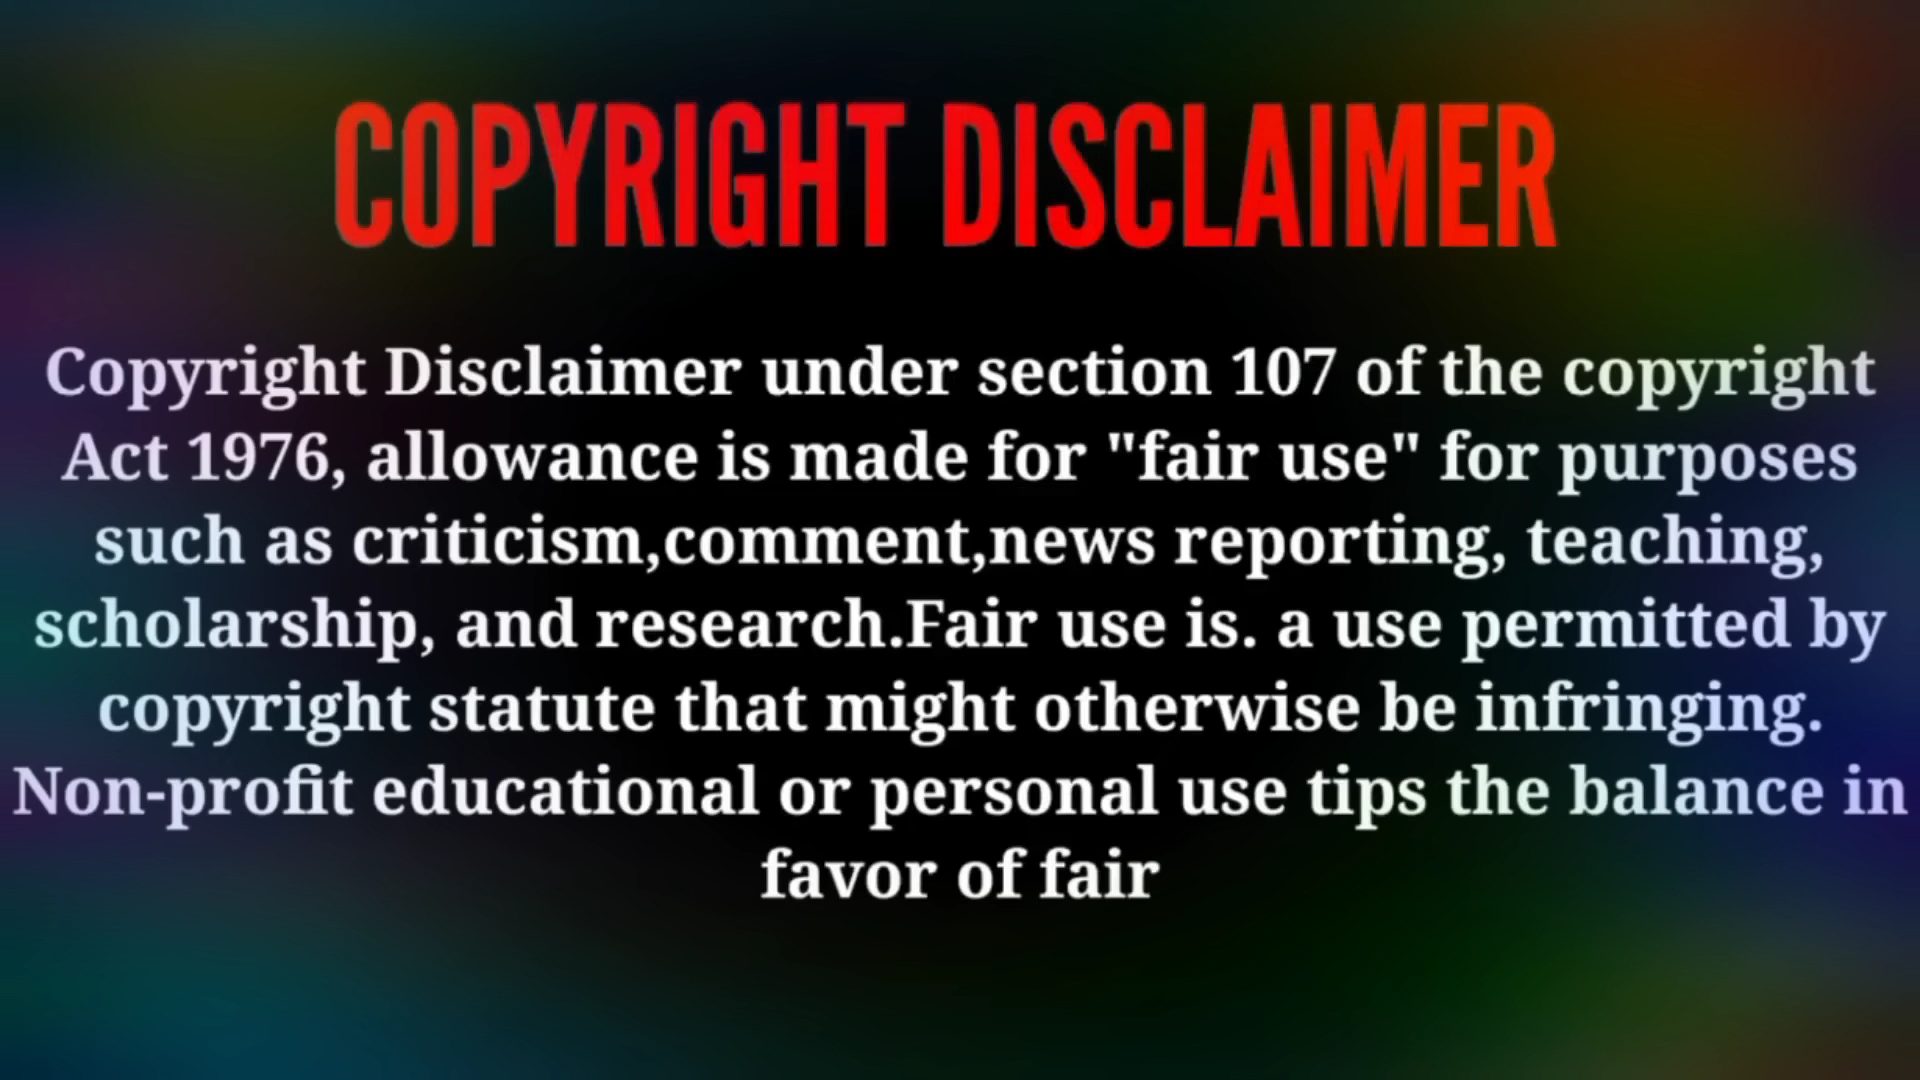 COPYRIGHT DISCLAIMER
Copyright Disclaimer under section 107 of the copyright
Act 1976, allowance is made for "fair use" for purposes
such as criticism,comment,news reporting, teaching,
scholarship, and research.Fair use is. a use permitted by
copyright statute that might otherwise be infringing.
Non-profit educational or personal use tips the balance in
favor of fair